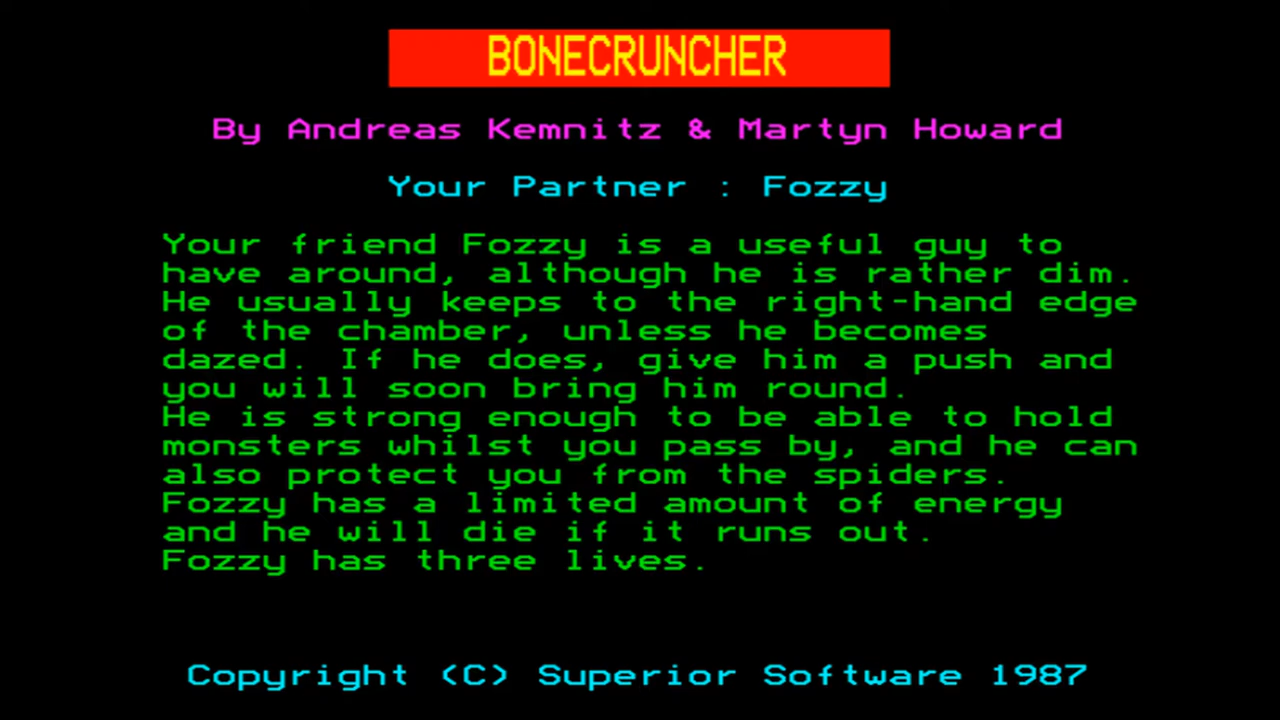 BONECRUNCHER
By Andreas Kemnitz & Martyn Howard
Your Partner : Fozzy
Your friend Fozzy is a useful guy to
have around, although he is rather dim.
He usually keeps to the right-hand edge
of the chamber, unless he becomes
dazed. If he does, give him a push and
you will soon bring him round.
He is strong enough to be able to hold
monsters whilst you pass by, and he can
also protect you from the spiders.
Fozzy has a limited amount of energy
and he will die if it runs out.
Fozzy has three lives.
Copyright (C) Superior Software 1987